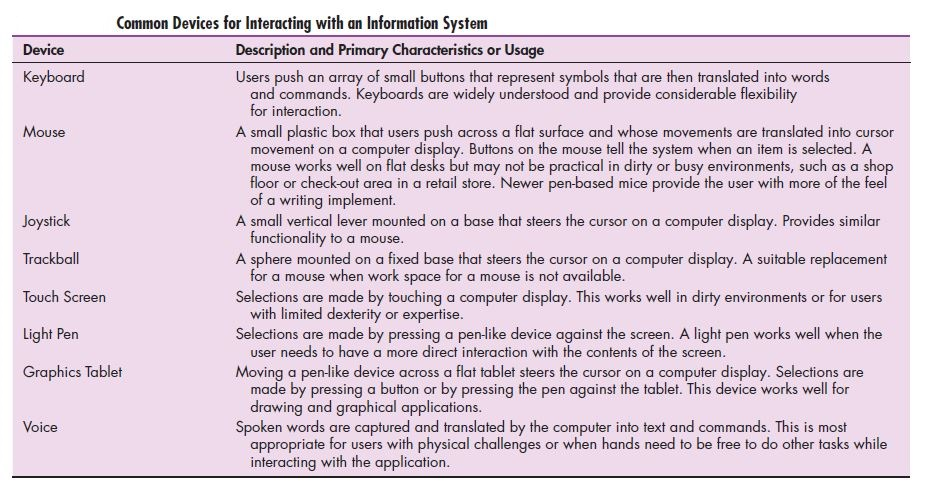 Common Devices for Interacting with an Information System
Device Description and Primary Characteristics or Usage
Keyboard Users push an array of small buttons that represent symbols that are then translated into words
and commands. Keyboards are widely understood and provide considerable flexibility
for interaction.
Mouse A small plastic box that users push across a flat surface and whose movements are translated into cursor
movement on a computer display. Buttons on the mouse tell the system when an item is selected. A
mouse works well on flat desks but may not be practical in dirty or busy environments, such as a shop
floor or check-out area in a retail store. Newer pen-based mice provide the user with more of the feel
of a writing implement.
Joystick A small vertical lever mounted on a base that steers the cursor on a computer display. Provides similar
functionality to a mouse.
Trackball A sphere mounted on a fixed base that steers the cursor on a computer display. A suitable replacement
for a mouse when work space for a mouse is not available.
Touch Screen Selections are made by touching a computer display. This works well in dirty environments or for users
with limited dexterity or expertise.
Light Pen Selections are made by pressing a pen-like device against the screen. A light pen works well when the
user needs to have a more direct interaction with the contents of the screen.
Graphics Tablet Moving a pen-like device across a flat tablet steers the cursor on a computer display. Selections are
made by pressing a button or by pressing the pen against the tablet. This device works well for
drawing and graphical applications.
Voice Spoken words are captured and translated by the computer into text and commands. This is most
appropriate for users with physical challenges or when hands need to be free to do other tasks while
interacting with the application.